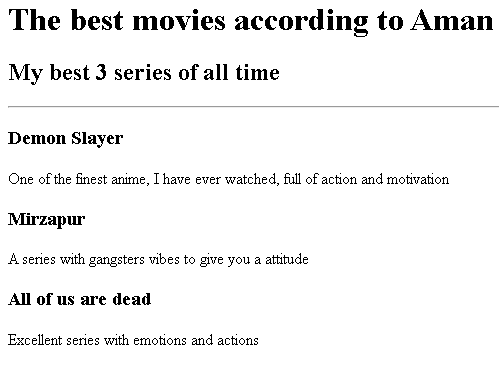 The best movies according to Aman
My best 3 series of all time
Demon Slayer
One of the finest anime, I have ever watched, full of action and motivation
Mirzapur
A series with gangsters vibes to give you a attitude
All of us are dead
Excellent series with emotions and actions